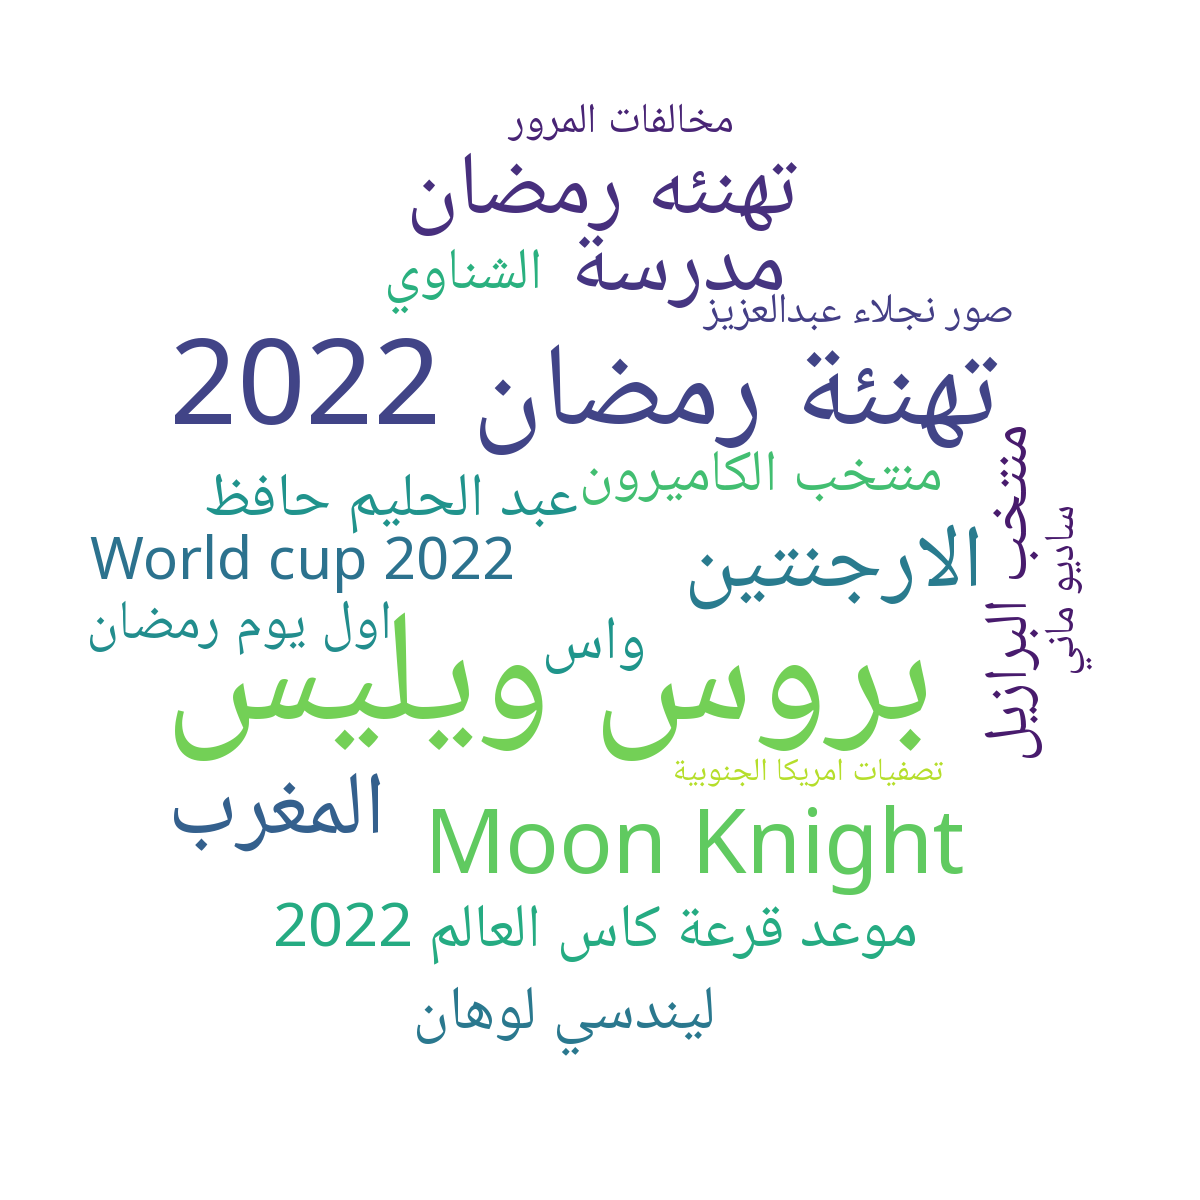 مخالفات المرور
تهنئه رمضان
مدرسة
الشناوي
صور نجلاء عبدالعزيز
تهنئة رمضان 2022
منتخب البرازيل
منتخب الكاميرون
عبد الحليم حافظ
ساديو ماني
الارجنتين
World cup 2022
اول يوم رمضان
واس
بروس ويليس
تصفيات امريكا الجنوبية
المغرب
Moon Knight
موعد قرعة كاس العالم 2022
ليندسي لوهان